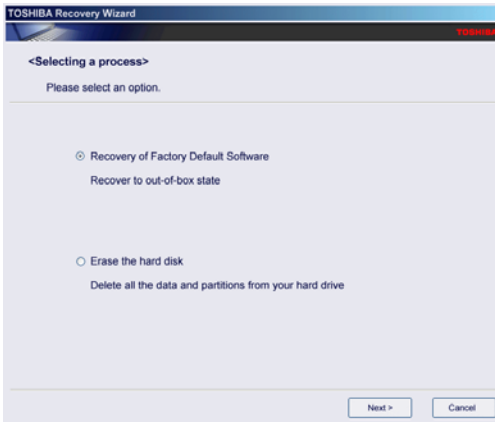 TOSHIBA Recovery Wizard
TOSHIBA
<Selecting a process>
Please select an option.
Recovery of Factory Default Software
Recover to out-of-box state
Erase the hard disk
Delete all the data and partitions from your hard drive
Next >
Cancel